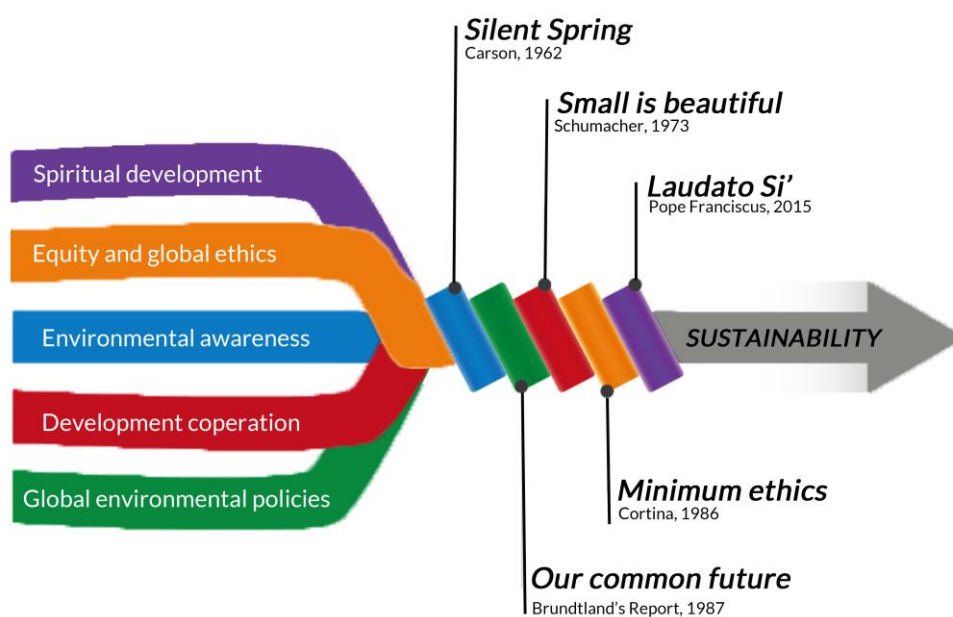 Silent Spring
Carson, 1962
Small is beautiful
Schumacher, 1973
Laudato Si’
Pope Franciscus, 2015
Spiritual development
Equity and global ethics
Environmental awareness
Development coperation
Global environmental policies
SUSTAINABILITY
Minimum ethics
Cortina, 1986
Our common future
Brundtland’s Report, 1987